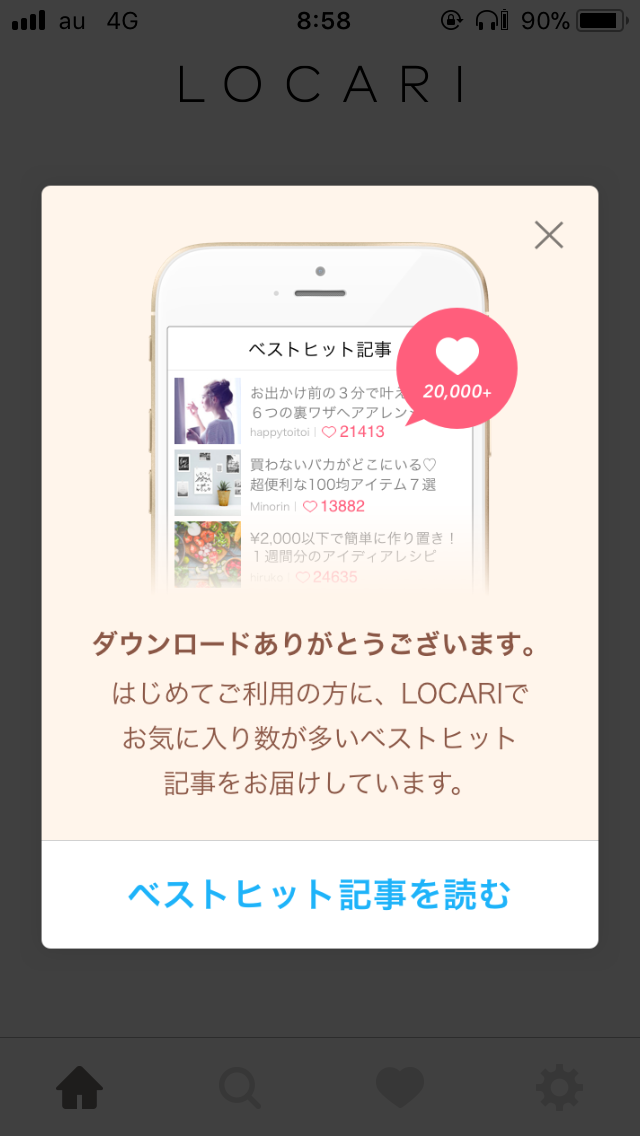 au 4G 8:58 90%
LOCARI
ベストヒット記事
お出かけ前の3分で叶え
20,000+
6つの裏ワザヘアアレン
happytoitoi | 21413
買わないバカがどこにいる♡
超便利な100均アイテム7選
Minorin | 13882
¥2,000以下で簡単に作り置き！
1週間分のアイディアレシピ
hiruko | 24635
ダウンロードありがとうございます。
はじめてご利用の方に、LOCARIで
お気に入り数が多いベストヒット
記事をお届けしています。
ベストヒット記事を読む